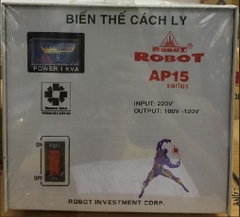 BIẾN THẾ CÁCH LY
ROBOT
ROBOT
POWER 1 KVA
AP15
series
INPUT: 220V
OUTPUT: 100V -120V
ON
OFF
ROBOT INVESTMENT CORP.